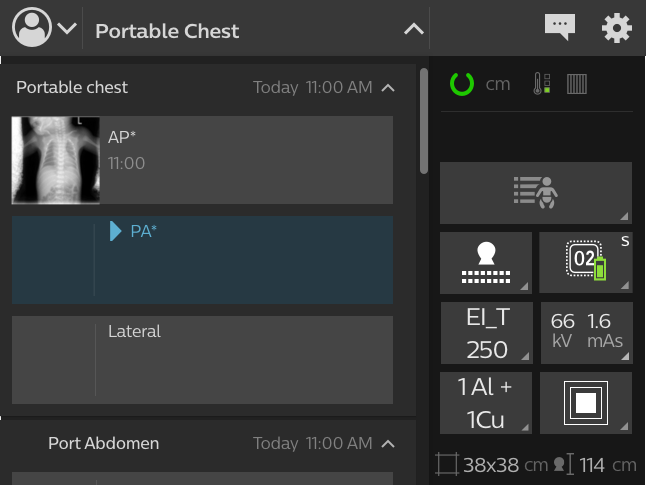 Portable Chest
Portable chest Today 11:00 AM
L
AP*
11:00
PA*
Lateral
Port Abdomen Today 11:00 AM
cm
S
02
EI_T
250
66 1.6
kV mAs
1 Al +
1Cu
38x38 cm 114 cm